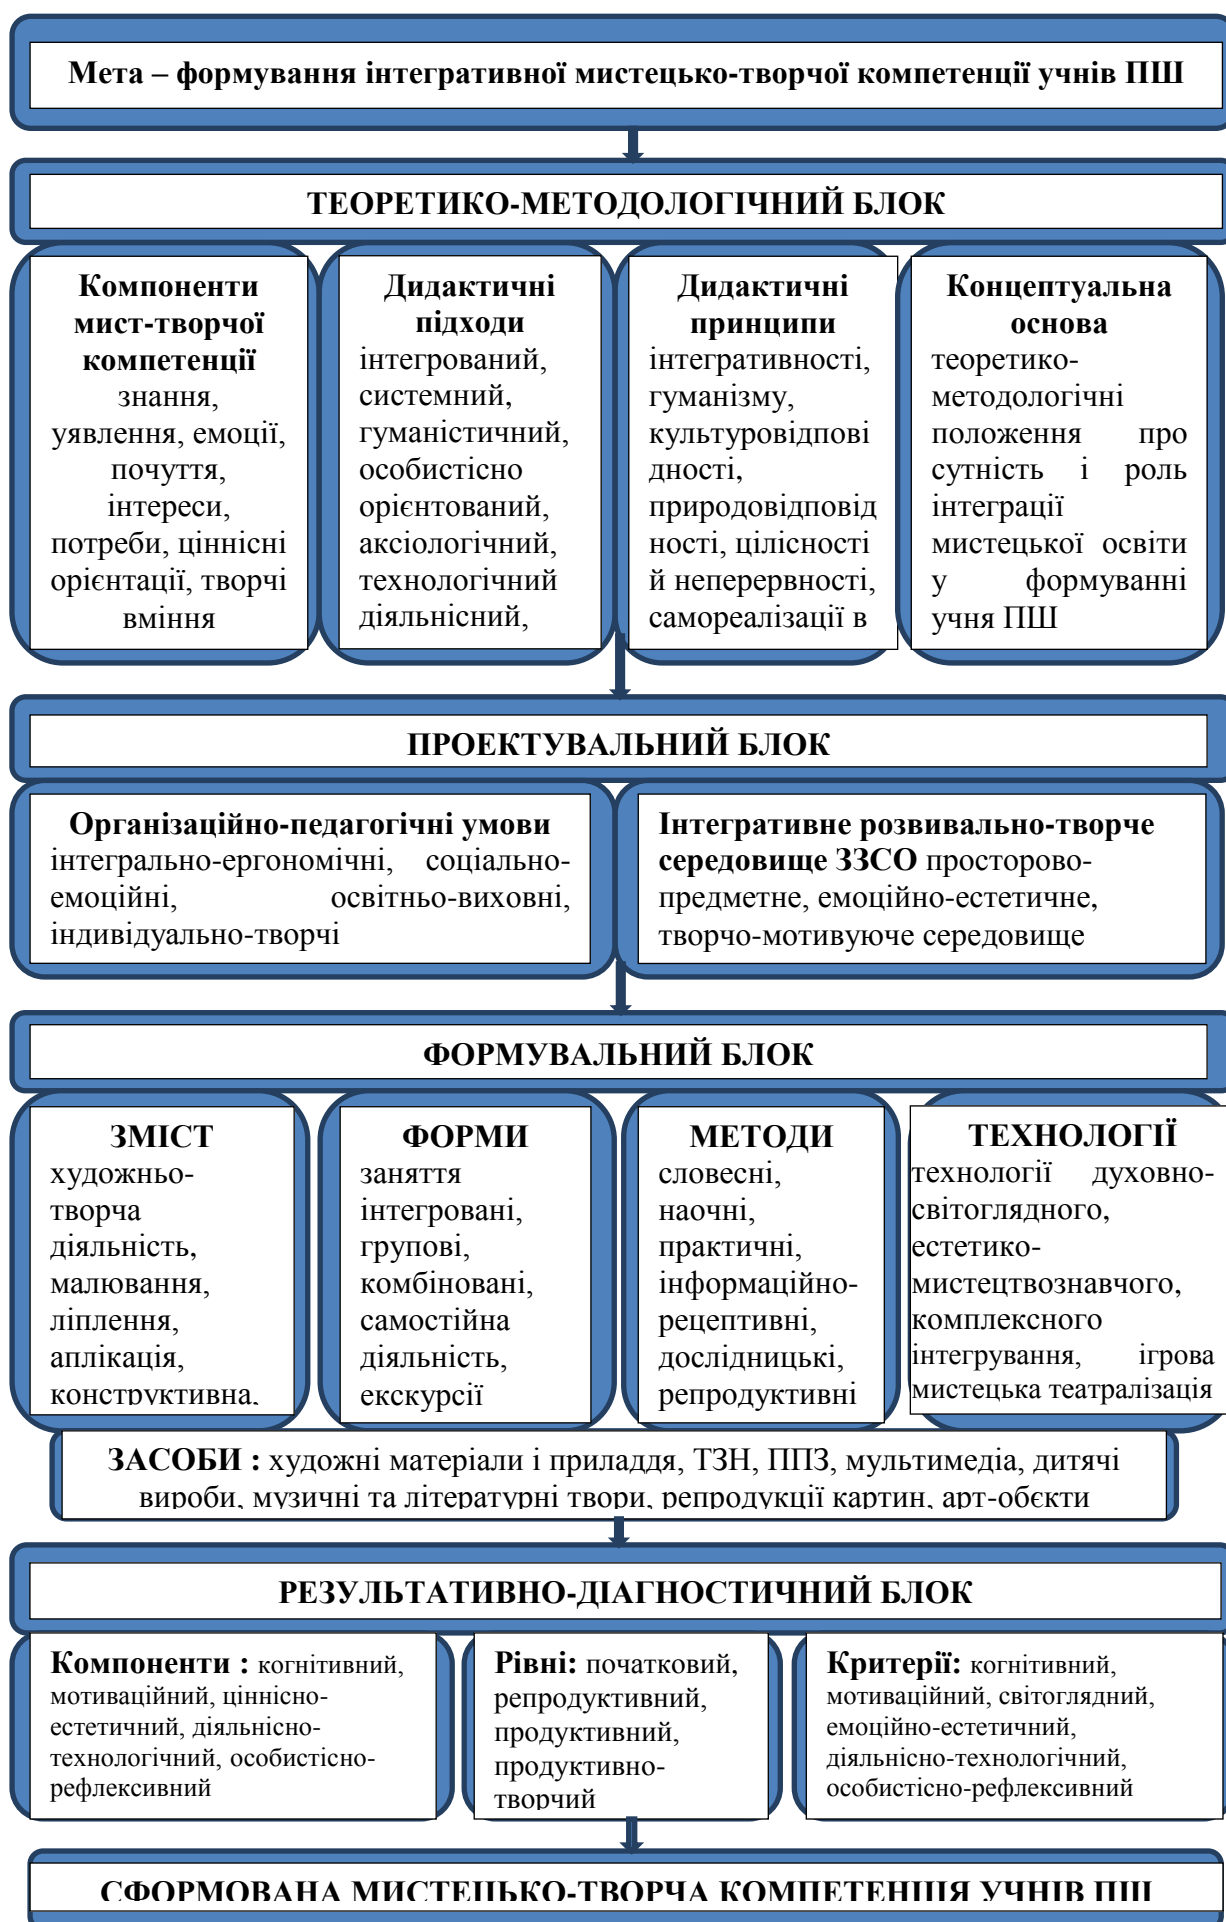 Мета – формування інтегративної мистецько-творчої компетенції учнів ПШ
ТЕОРЕТИКО-МЕТОДОЛОГІЧНИЙ БЛОК
Компоненти
мист-творчої
компетенції
знання,
уявлення, емоції,
почуття,
інтереси,
потреби, ціннісні
орієнтації, творчі
вміння
Дидактичні
підходи
інтегрований,
системний,
гуманістичний,
особистісно
орієнтований,
аксіологічний,
технологічний
діяльнісний,
Дидактичні
принципи
інтегративності,
гуманізму,
культуровідпові
дності,
природовідповід
ності, цілісності
й неперервності,
самореалізації в
Концептуальна
основа
теоретико-
методологічні
положення про
сутність і роль
інтеграції
мистецької освіти
у формуванні
учня ПШ
ПРОЕКТУВАЛЬНИЙ БЛОК
Організаційно-педагогічні умови
інтегрально-ергономічні, соціально-
емоційні, освітньо-виховні,
індивідуально-творчі
Інтегративне розвивально-творче
середовище ЗЗСО просторово-
предметне, емоційно-естетичне,
творчо-мотивуюче середовище
ФОРМУВАЛЬНИЙ БЛОК
ЗМІСТ
художньо-
творча
діяльність,
малювання,
ліплення,
аплікація,
конструктивна,
ФОРМИ
заняття
інтегровані,
групові,
комбіновані,
самостійна
діяльність,
екскурсії
МЕТОДИ
словесні,
наочні,
практичні,
інформаційно-
рецептивні,
дослідницькі,
репродуктивні
ТЕХНОЛОГІЇ
технології духовно-
світоглядного,
естетико-
мистецтвознавчого,
комплексного
інтегрування, ігрова
мистецька театралізація
ЗАСОБИ : художні матеріали і приладдя, ТЗН, ППЗ, мультимедіа, дитячі
вироби, музичні та літературні твори, репродукції картин, арт-обєкти
РЕЗУЛЬТАТИВНО-ДІАГНОСТИЧНИЙ БЛОК
Компоненти : когнітивний,
мотиваційний, ціннісно-
естетичний, діяльнісно-
технологічний, особистісно-
рефлексивний
Рівні: початковий,
репродуктивний,
продуктивний,
продуктивно-
творчий
Критерії: когнітивний,
мотиваційний, світоглядний,
емоційно-естетичний,
діяльнісно-технологічний,
особистісно-рефлексивний
СФОРМОВАНА МИСТЕЦЬКО-ТВОРЧА КОМПЕТЕНЦІЯ УЧНІВ ПШ